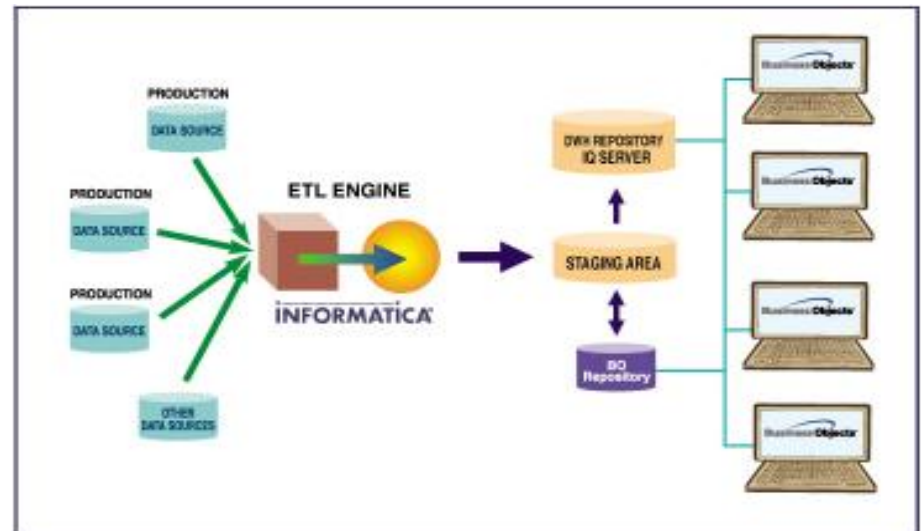 PRODUCTION
DATA SOURCE
PRODUCTION
DATA SOURCE
PRODUCTION
DATA SOURCE
OTHER
DATA SOURCES
ETL ENGINE
INFORMATICA
DWH REPOSITORY
IQ SERVER
STAGING AREA
BO
Repository
BusinessObjects
BusinessObjects
BusinessObjects
BusinessObjects